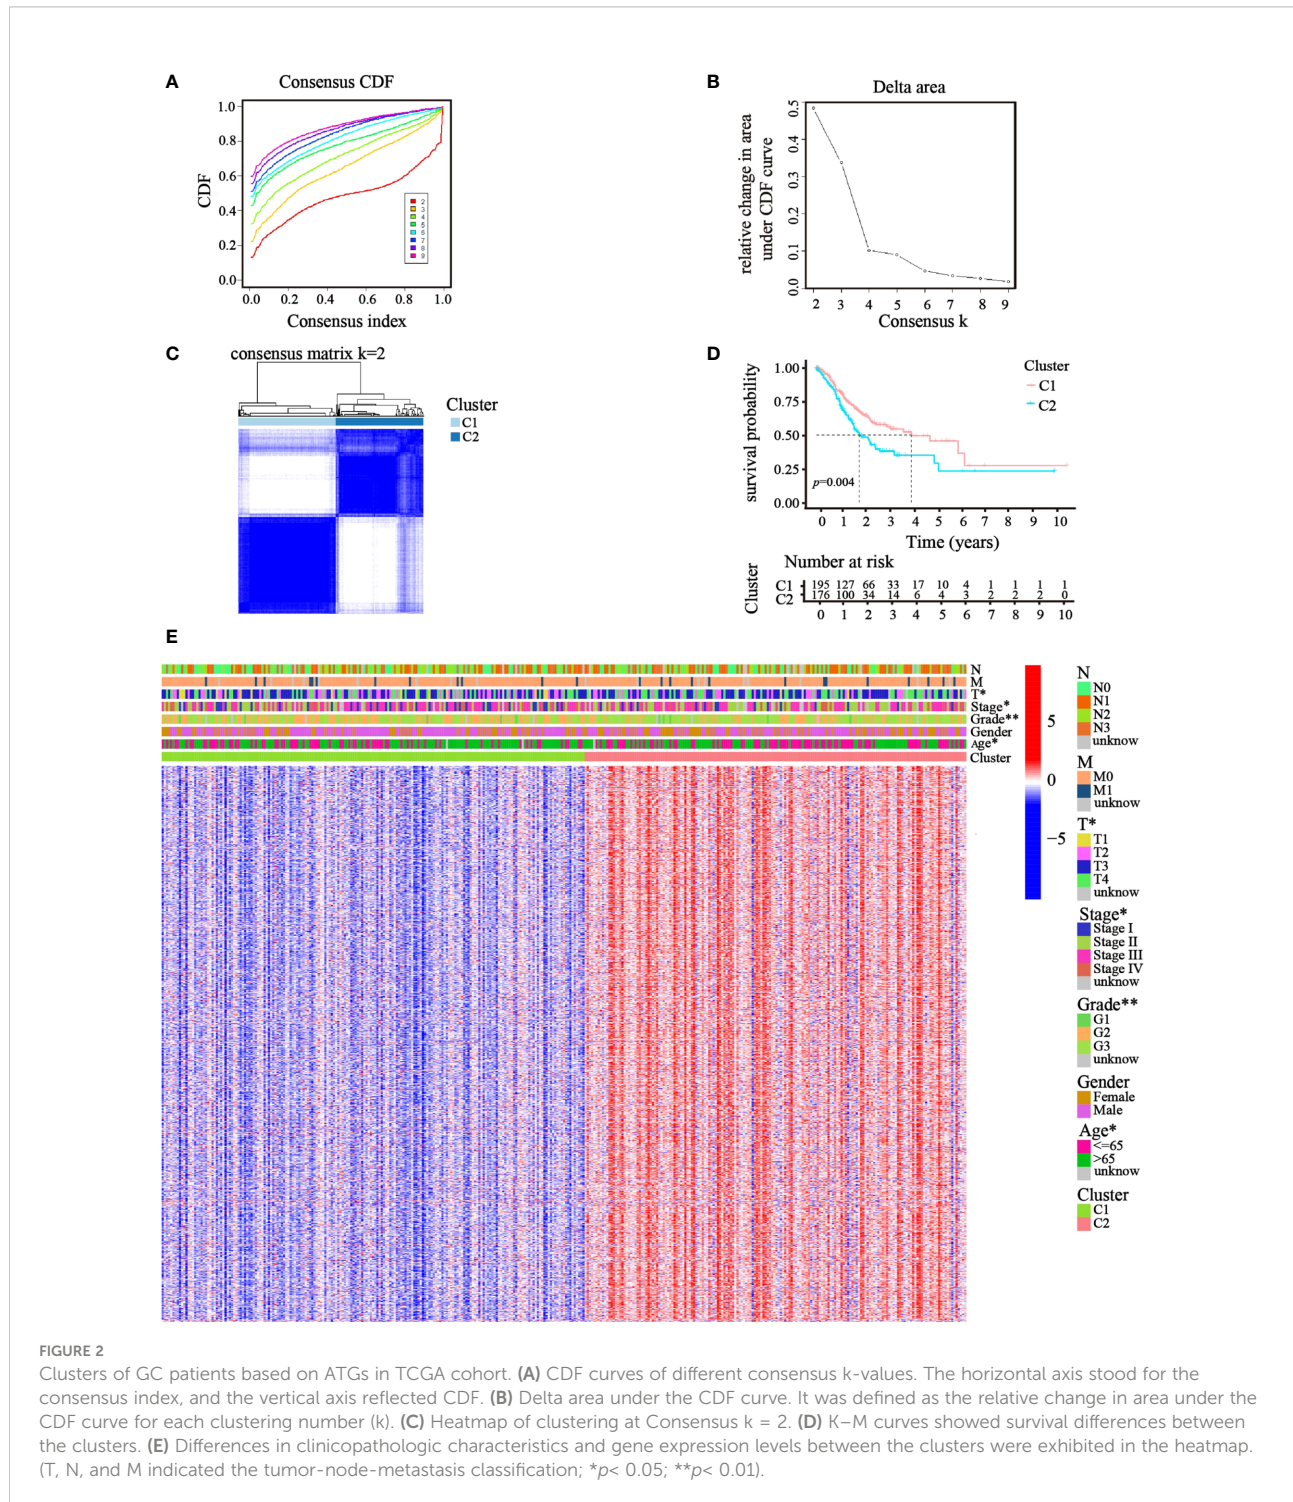 A
Consensus CDF
CDF
1.0
0.8
0.6
0.4
0.2
0.0
2
3
4
5
6
7
8
9
0.0 0.2 0.4 0.6 0.8 1.0
Consensus index
B
Delta area
relative change in area
under CDF curve
0.5
0.4
0.3
0.2
0.1
0.0
2 3 4 5 6 7 8 9
Consensus k
C
consensus matrix k=2
Cluster
C1
C2
D
survival probability
1.00
0.75
0.50
0.25
0.00
p=0.004
Cluster
C1
C2
0 1 2 3 4 5 6 7 8 9 10
Time (years)
Number at risk
Cluster
C1 195 127 66 33 17 10 4 1 1 1 1
C2 176 100 34 14 6 4 3 2 2 2 0
0 1 2 3 4 5 6 7 8 9 10
E
N
M
T*
Stage*
Grade**
Gender
Age*
Cluster
5
0
−5
N
N0
N1
N2
N3
unknow
M
M0
M1
unknow
T*
T1
T2
T3
T4
unknow
Stage*
Stage I
Stage II
Stage III
Stage IV
unknow
Grade**
G1
G2
G3
unknow
Gender
Female
Male
Age*
<=65
>65
unknow
Cluster
C1
C2
FIGURE 2
Clusters of GC patients based on ATGs in TCGA cohort. (A) CDF curves of different consensus k-values. The horizontal axis stood for the
consensus index, and the vertical axis reflected CDF. (B) Delta area under the CDF curve. It was defined as the relative change in area under the
CDF curve for each clustering number (k). (C) Heatmap of clustering at Consensus k = 2. (D) K–M curves showed survival differences between
the clusters. (E) Differences in clinicopathologic characteristics and gene expression levels between the clusters were exhibited in the heatmap.
(T, N, and M indicated the tumor-node-metastasis classification; *p< 0.05; **p< 0.01).